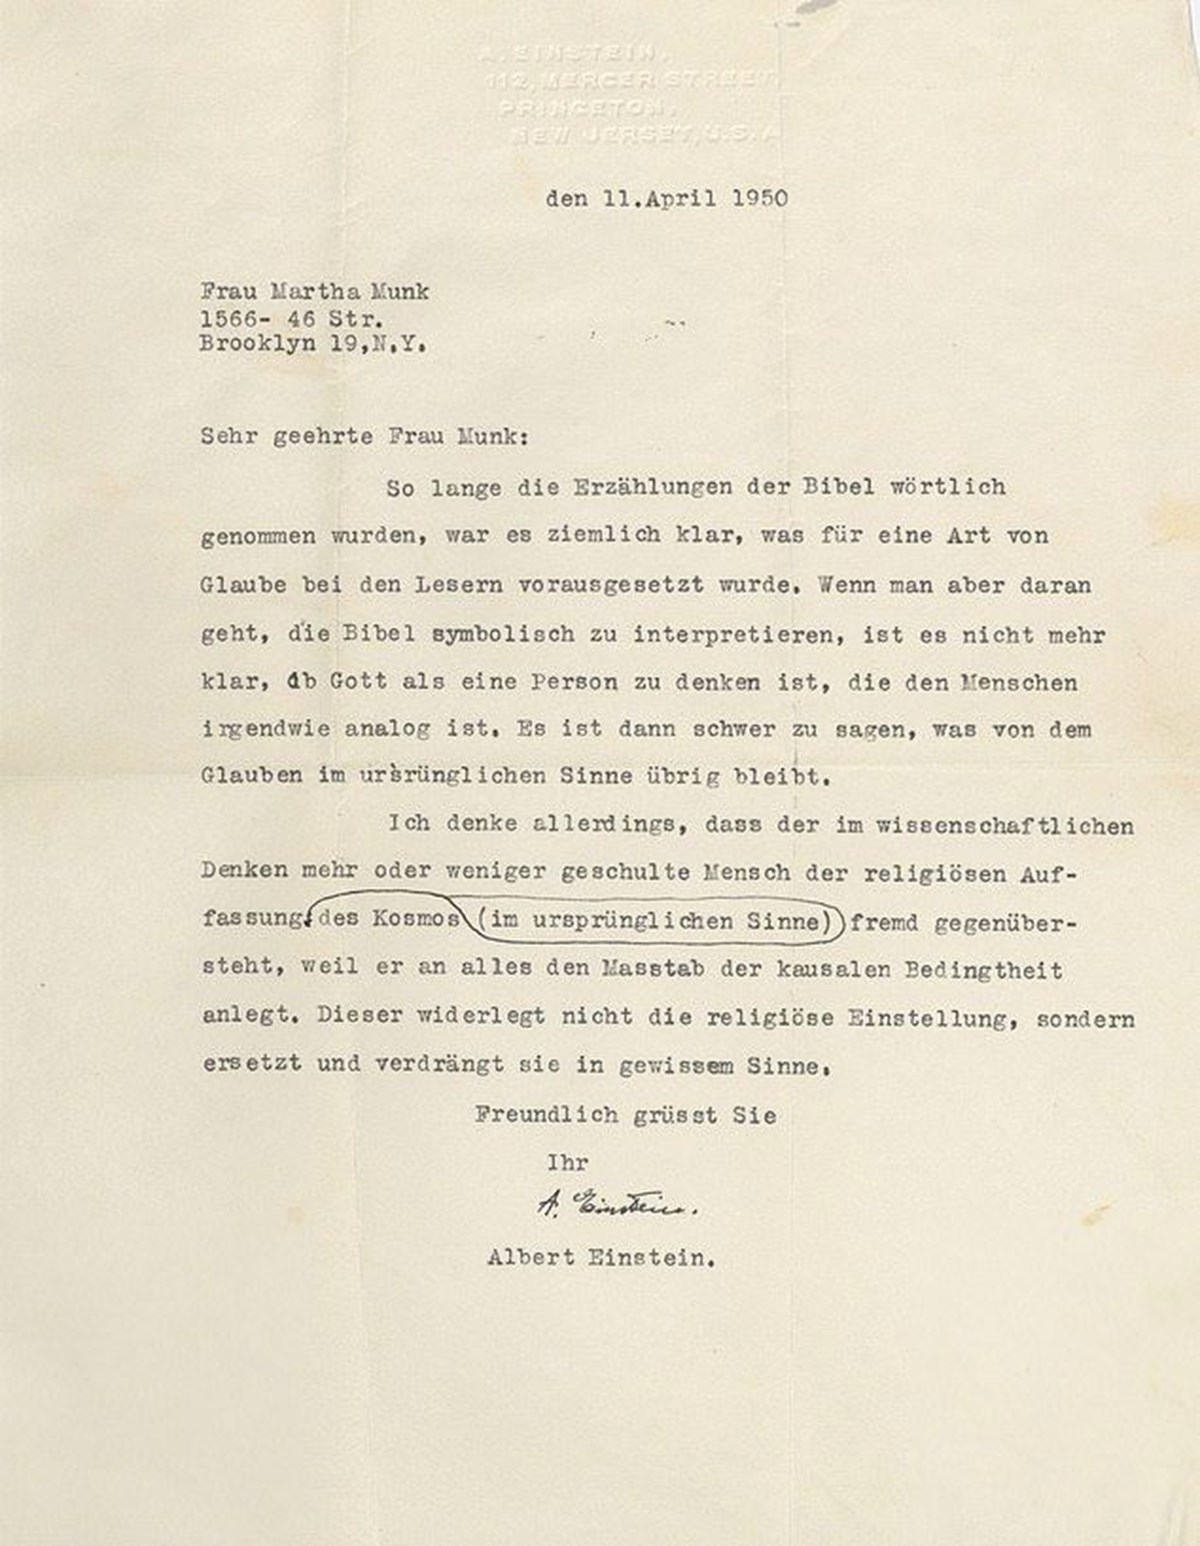 A. EINSTEIN.
112, MERCER STREET
PRINCETON.
NEW JERSEY, U.S.A
den 11.April 1950
Frau Martha Munk
1566- 46 Str.
Brooklyn 19,N.Y.
Sehr geehrte Frau Munk:
So lange die Erzählungen der Bibel wörtlich
genommen wurden, war es ziemlich klar, was für eine Art von
Glaube bei den Lesern vorausgesetzt wurde. Wenn man aber daran
geht, die Bibel symbolisch zu interpretieren, ist es nicht mehr
klar, ob Gott als eine Person zu denken ist, die den Menschen
irgendwie analog ist. Es ist dann schwer zu sagen, was von dem
Glauben im ursrünglichen Sinne übrig bleibt.
Ich denke allerdings, dass der im wissenschaftlichen
Denken mehr oder weniger geschulte Mensch der religiösen Auf-
fassung des Kosmos (im ursprünglichen Sinne) fremd gegenüber-
steht, weil er an alles den Masstab der kausalen Bedingtheit
anlegt. Dieser widerlegt nicht die religiöse Einstellung, sondern
ersetzt und verdrängt sie in gewissem Sinne.
Freundlich grüsst Sie
Ihr
A. Einstein.
Albert Einstein.